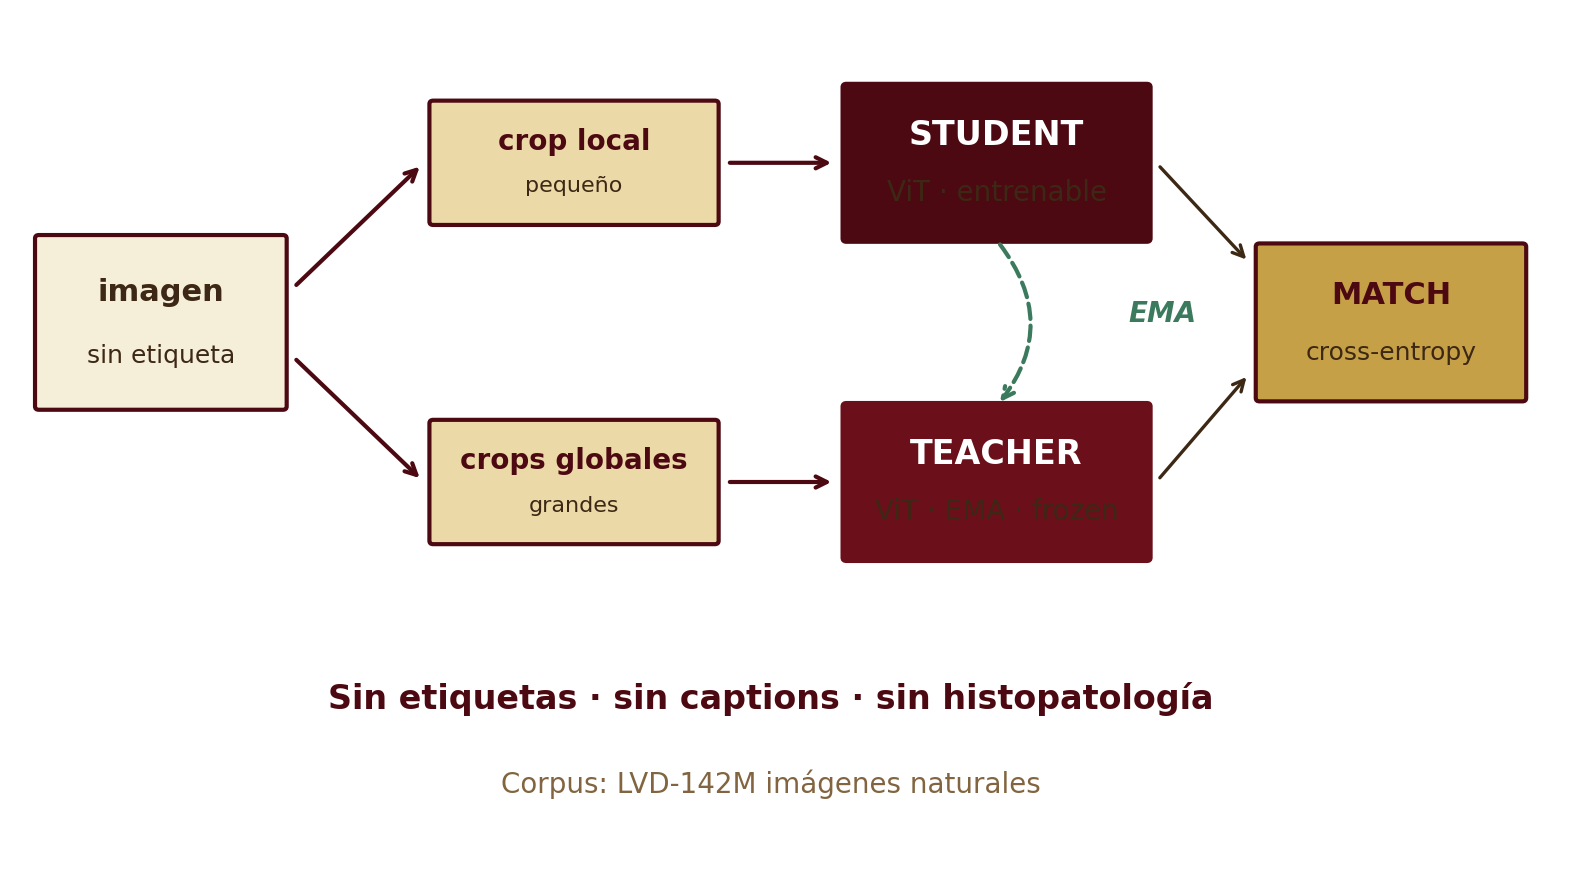 imagen
sin etiqueta
crop local
pequeño
crops globales
grandes
STUDENT
ViT · entrenable
EMA
TEACHER
ViT · EMA · frozen
MATCH
cross-entropy
Sin etiquetas · sin captions · sin histopatología
Corpus: LVD-142M imágenes naturales